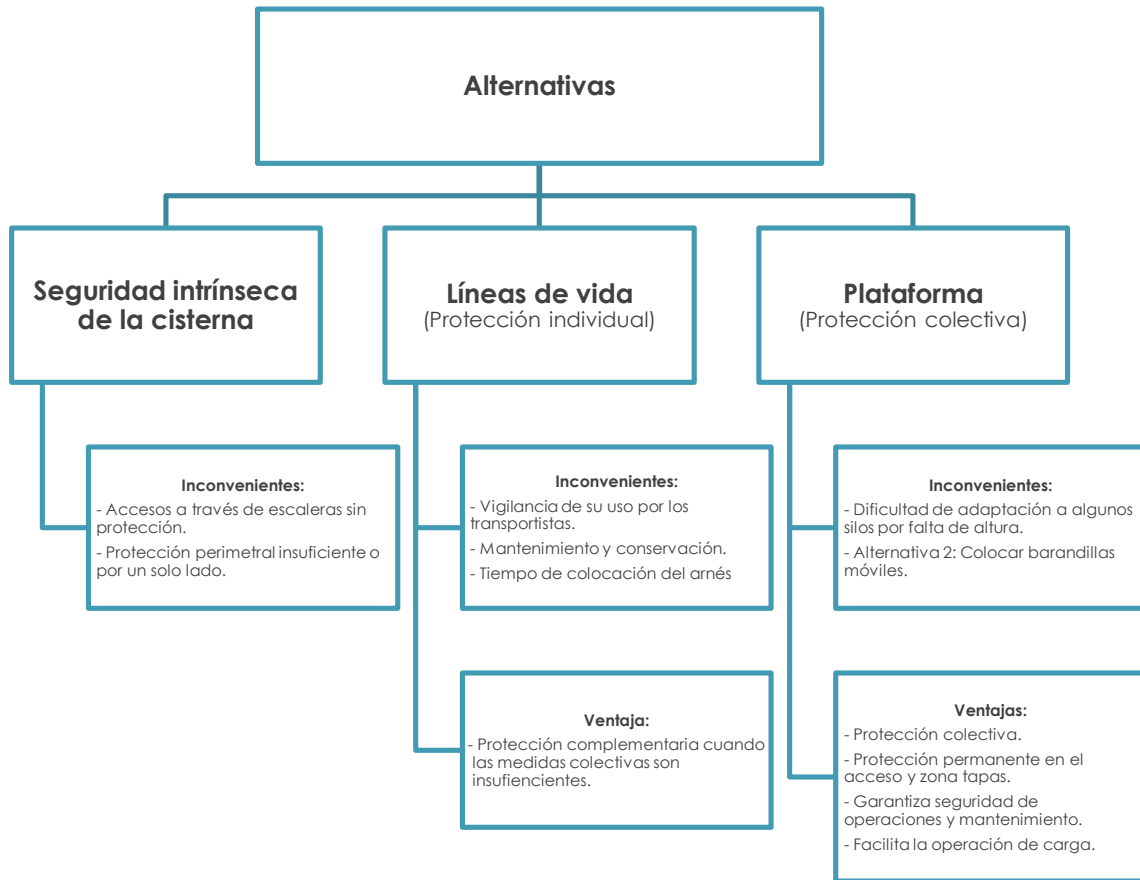 Alternativas
Seguridad intrínseca
de la cisterna
Líneas de vida
(Protección individual)
Plataforma
(Protección colectiva)
Inconvenientes:
- Accesos a través de escaleras sin
protección.
- Protección perimetral insuficiente o
por un solo lado.
Inconvenientes:
- Vigilancia de su uso por los
transportistas.
- Mantenimiento y conservación.
- Tiempo de colocación del arnés
Inconvenientes:
- Dificultad de adaptación a algunos
silos por falta de altura.
- Alternativa 2: Colocar barandillas
móviles.
Ventaja:
- Protección complementaria cuando
las medidas colectivas son
insufiencientes.
Ventajas:
- Protección colectiva.
- Protección permanente en el
acceso y zona tapas.
- Garantiza seguridad de
operaciones y mantenimiento.
- Facilita la operación de carga.